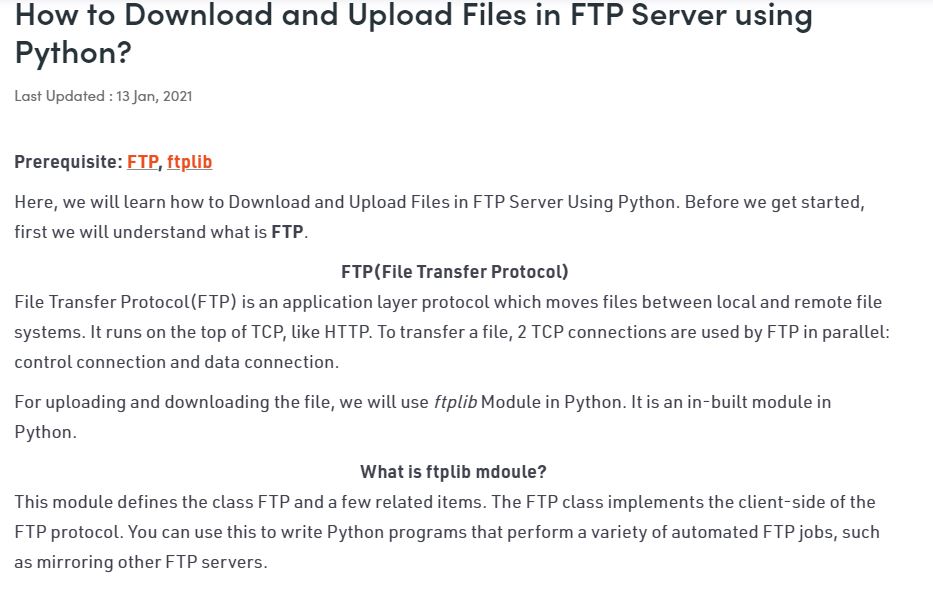 How to Download and Upload Files in FTP Server using
Python?
Last Updated : 13 Jan, 2021
Prerequisite: FTP, ftplib
Here, we will learn how to Download and Upload Files in FTP Server Using Python. Before we get started,
first we will understand what is FTP.
FTP(File Transfer Protocol)
File Transfer Protocol(FTP) is an application layer protocol which moves files between local and remote file
systems. It runs on the top of TCP, like HTTP. To transfer a file, 2 TCP connections are used by FTP in parallel:
control connection and data connection.
For uploading and downloading the file, we will use ftplib Module in Python. It is an in-built module in
Python.
What is ftplib mdoule?
This module defines the class FTP and a few related items. The FTP class implements the client-side of the
FTP protocol. You can use this to write Python programs that perform a variety of automated FTP jobs, such
as mirroring other FTP servers.